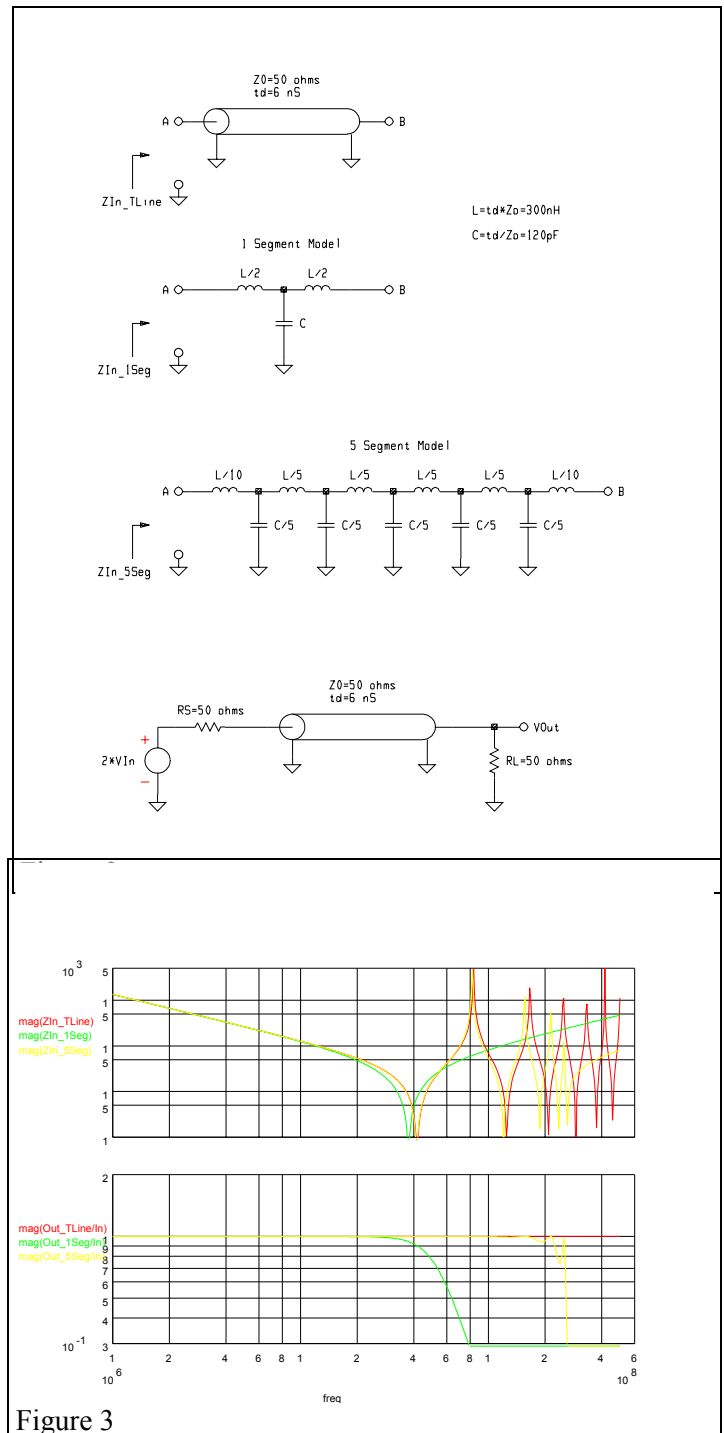 Z0=50 ohms
td=6 nS
A
B
ZIn_TLine
L=td*Zo=300nH
C=td/Zo=120pF
1 Segment Model
L/2 L/2
A
B
C
ZIn_1Seg
5 Segment Model
L/10 L/5 L/5 L/5 L/5 L/10
A
B
C/5 C/5 C/5 C/5 C/5
ZIn_5Seg
Z0=50 ohms
td=6 nS
RS=50 ohms
VOut
+
2*VIn
−
RL=50 ohms
10 3
5
1
5
1
5
1
5
1
mag(ZIn_TLine)
mag(ZIn_1Seg)
mag(ZIn_5Seg)
2
1
9
8
7
6
5
4
3
10 -1
mag(Out_TLine/In)
mag(Out_1Seg/In)
mag(Out_5Seg/In)
1 2 4 6 8 1 2 4 6 8 1 2 4 6
10 6
10 8
freq
Figure 3